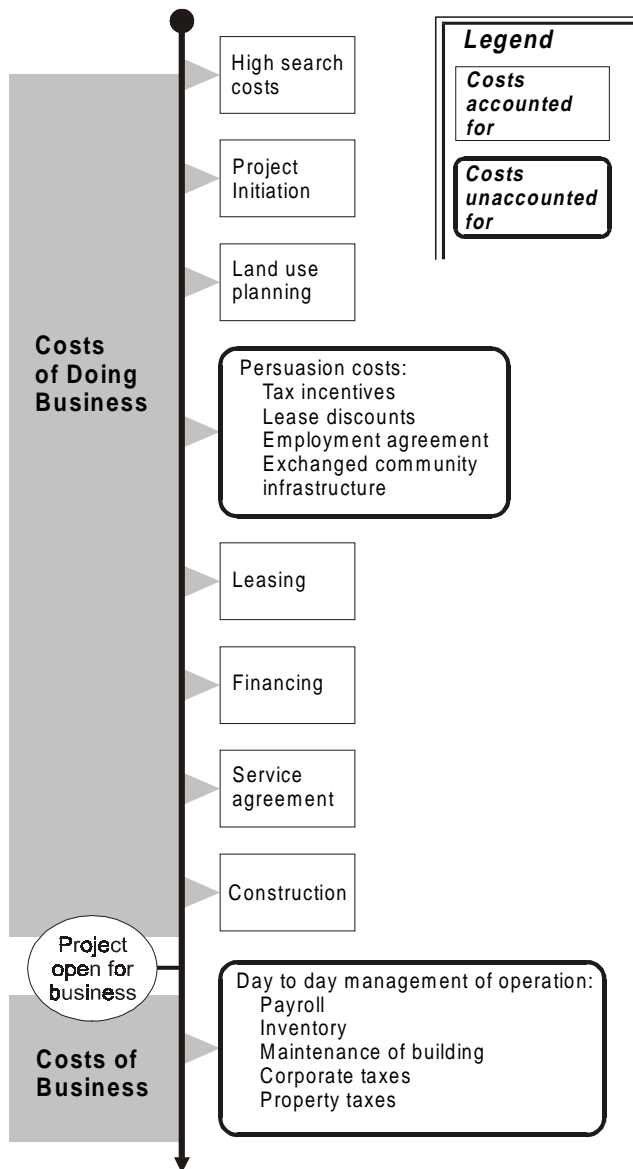 Legend
Costs
accounted
for
Costs
unaccounted
for
High search
costs
Project
Initiation
Land use
planning
Costs
of Doing
Business
Persuasion costs:
Tax incentives
Lease discounts
Employment agreement
Exchanged community
infrastructure
Leasing
Financing
Service
agreement
Construction
Project
open for
business
Costs of
Business
Day to day management of operation:
Payroll
Inventory
Maintenance of building
Corporate taxes
Property taxes